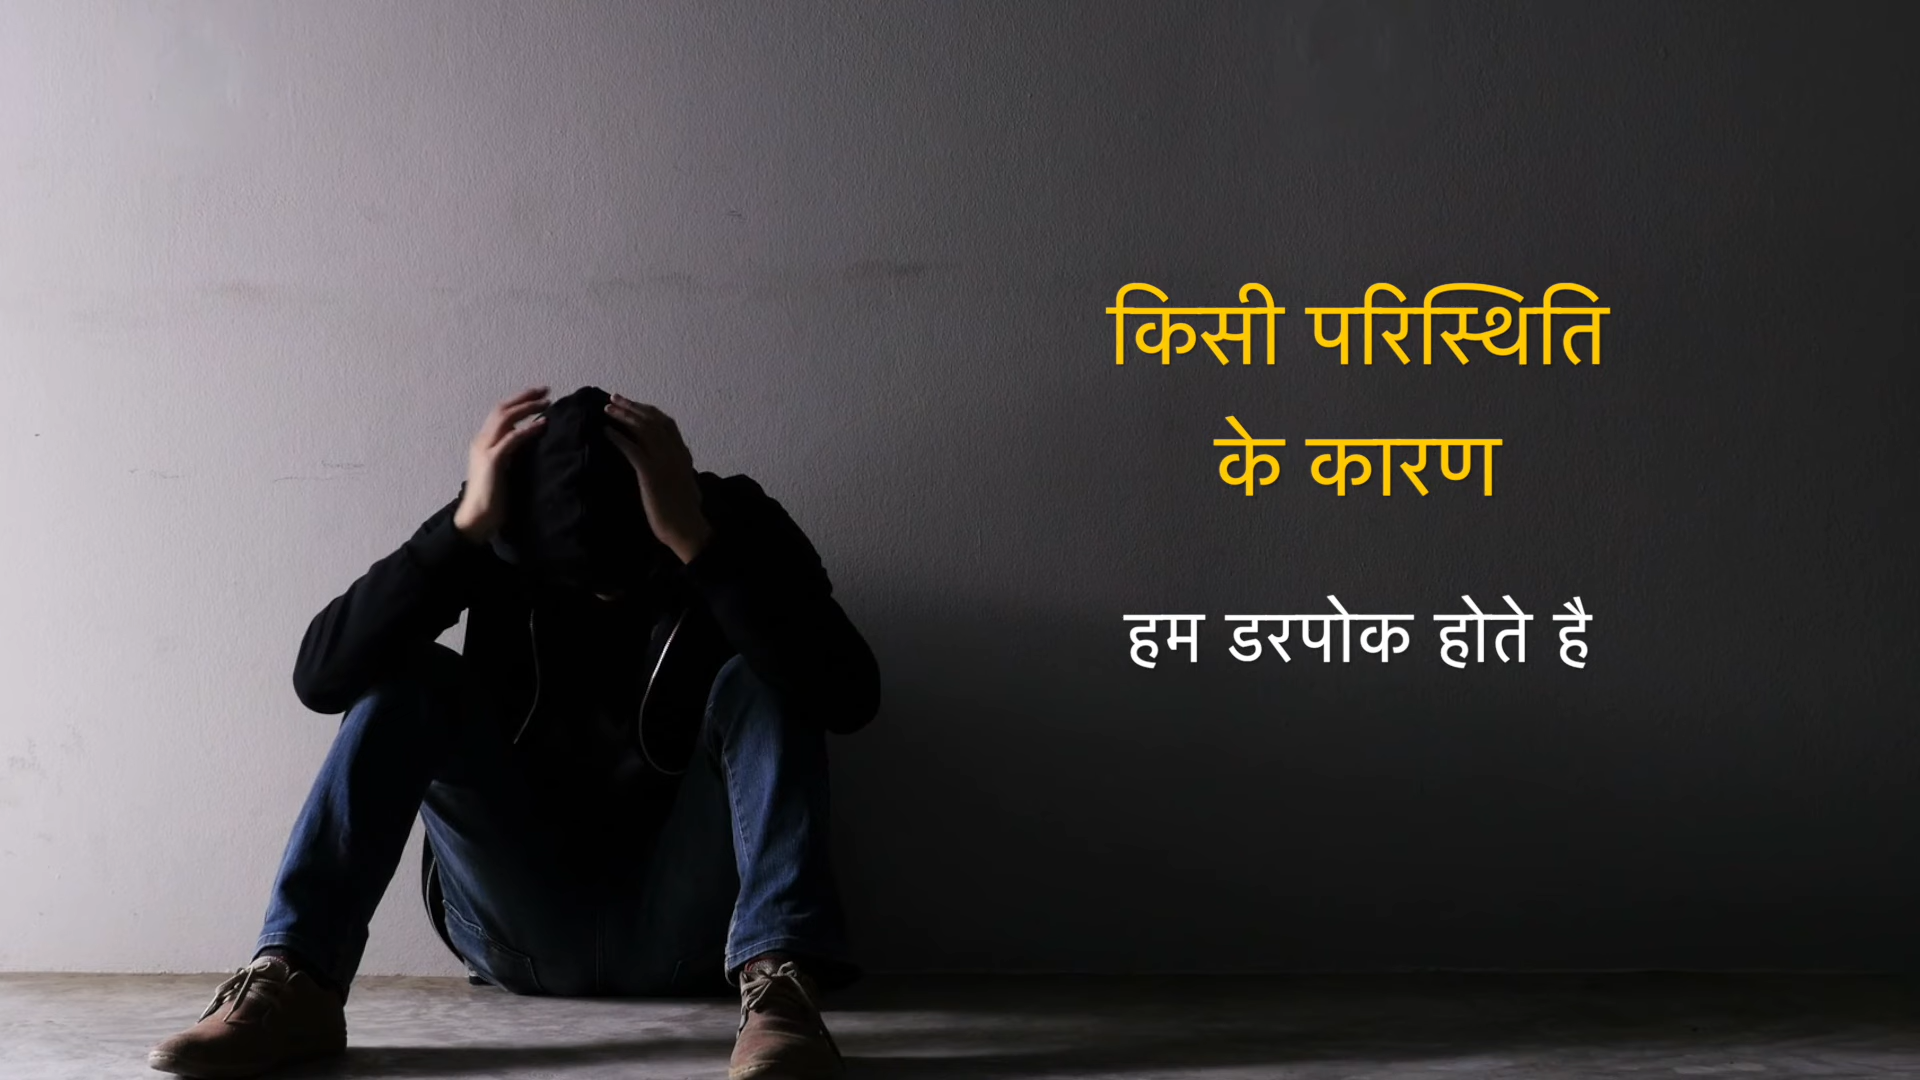 किसी परिस्थिति
के कारण
हम डरपोक होते है